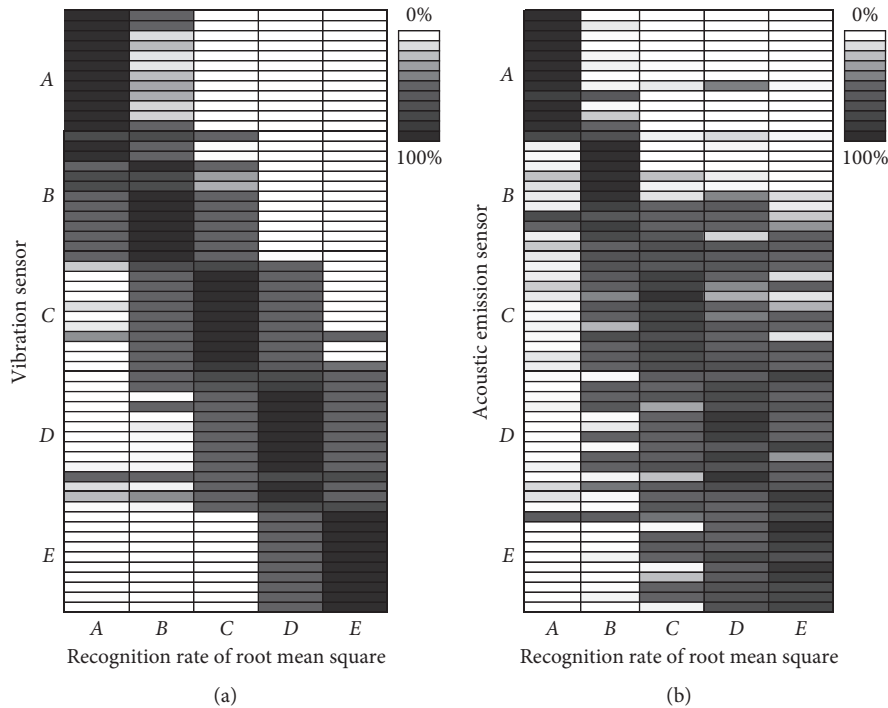 0%
100%
A
B
C
D
E
Vibration sensor
A B C D E
Recognition rate of root mean square
(a)
0%
100%
A
B
C
D
E
Acoustic emission sensor
A B C D E
Recognition rate of root mean square
(b)